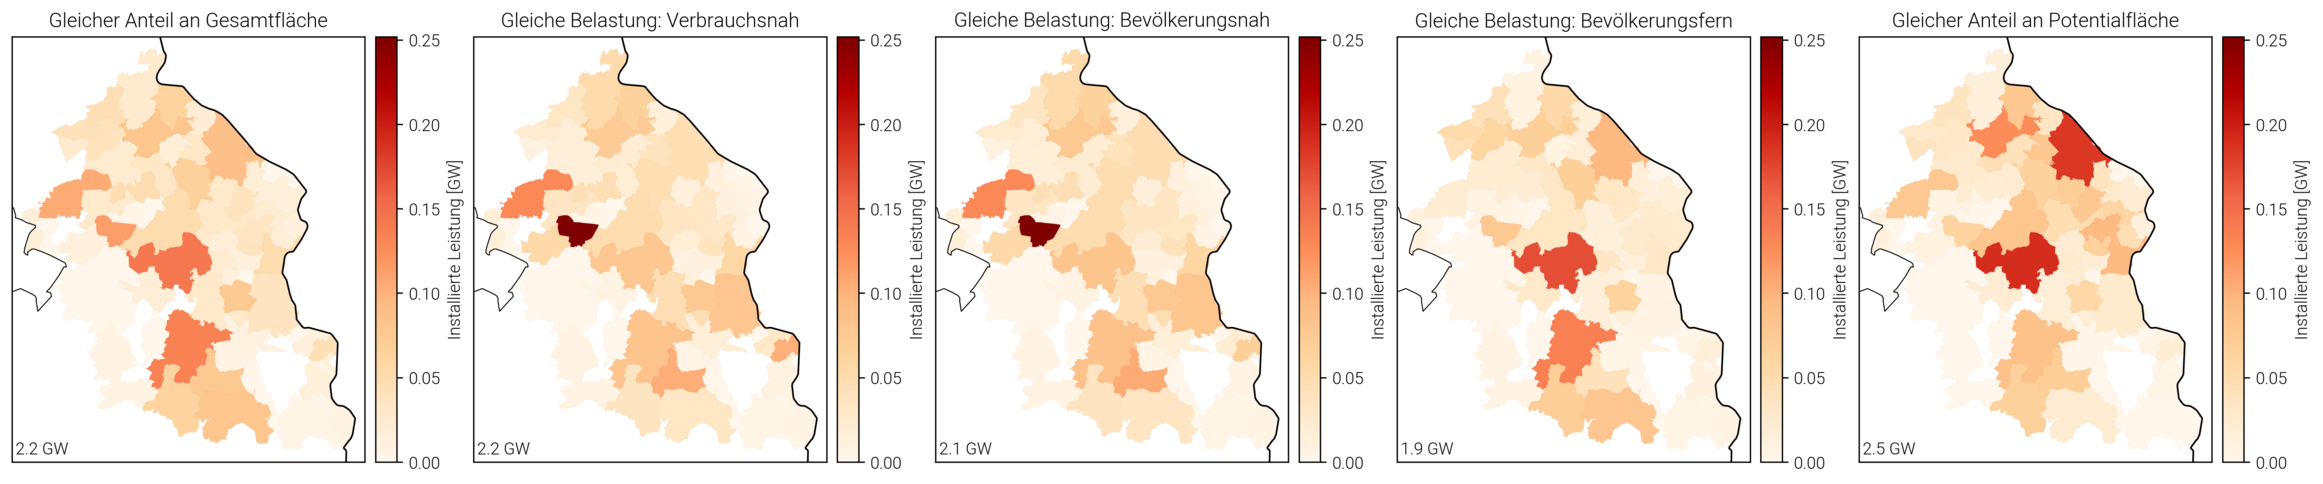 Gleicher Anteil an Gesamtfläche
0.25
0.20
0.15
0.10
0.05
0.00
Installierte Leistung [GW]
2.2 GW
Gleiche Belastung: Verbrauchsnah
0.25
0.20
0.15
0.10
0.05
0.00
Installierte Leistung [GW]
2.2 GW
Gleiche Belastung: Bevölkerungsnah
0.25
0.20
0.15
0.10
0.05
0.00
Installierte Leistung [GW]
2.1 GW
Gleiche Belastung: Bevölkerungsfern
0.25
0.20
0.15
0.10
0.05
0.00
Installierte Leistung [GW]
1.9 GW
Gleicher Anteil an Potentialfläche
0.25
0.20
0.15
0.10
0.05
0.00
Installierte Leistung [GW]
2.5 GW